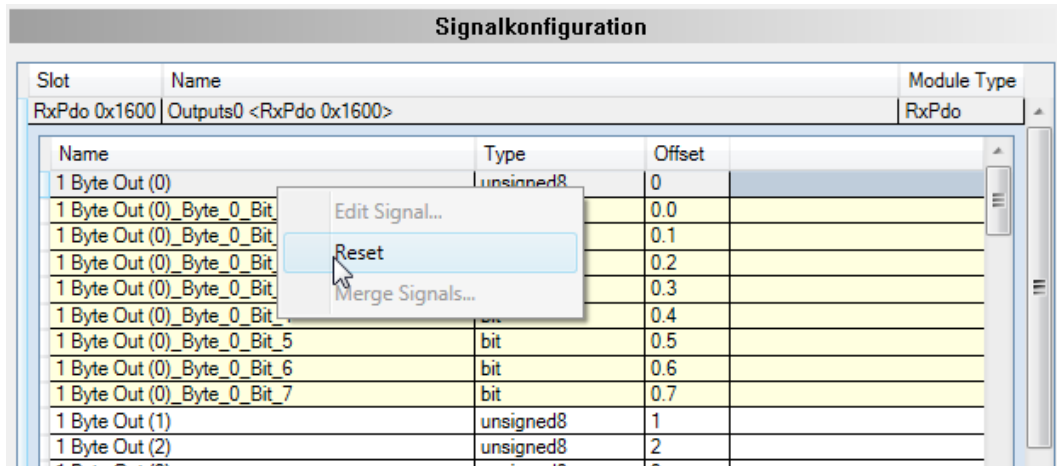 Signalkonfiguration
Slot Name Module Type
RxPdo 0x1600 Outputs0 <RxPdo 0x1600> RxPdo
Name Type Offset
1 Byte Out (0) unsigned8 0
1 Byte Out (0)_Byte_0_Bit_ 0.0
1 Byte Out (0)_Byte_0_Bit_ 0.1
1 Byte Out (0)_Byte_0_Bit_ 0.2
1 Byte Out (0)_Byte_0_Bit_ 0.3
1 Byte Out (0)_Byte_0_Bit_ 0.4
Edit Signal...
Reset
Merge Signals...
1 Byte Out (0)_Byte_0_Bit_5 bit 0.5
1 Byte Out (0)_Byte_0_Bit_6 bit 0.6
1 Byte Out (0)_Byte_0_Bit_7 bit 0.7
1 Byte Out (1) unsigned8 1
1 Byte Out (2) unsigned8 2